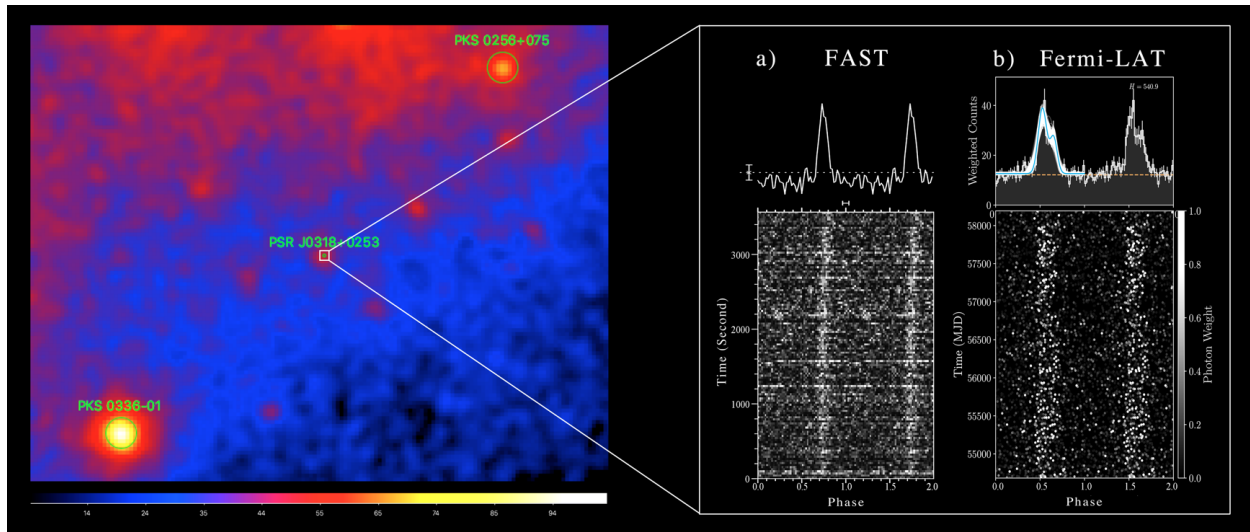 PKS 0256+075
PSR J0318+0253
PKS 0336-01
14 24 35 45 55 65 74 85 94
a) FAST
Time (Second)
3000
2000
1000
0
0.0 0.5 1.0 1.5 2.0
Phase
b) Fermi-LAT
H = 540.9
Weighted Counts
40
20
0
Time (MJD)
58000
57500
57000
56500
56000
55500
55000
0.0 0.5 1.0 1.5 2.0
Phase
1.0
0.8
0.6
0.4
0.2
0.0
Photon Weight